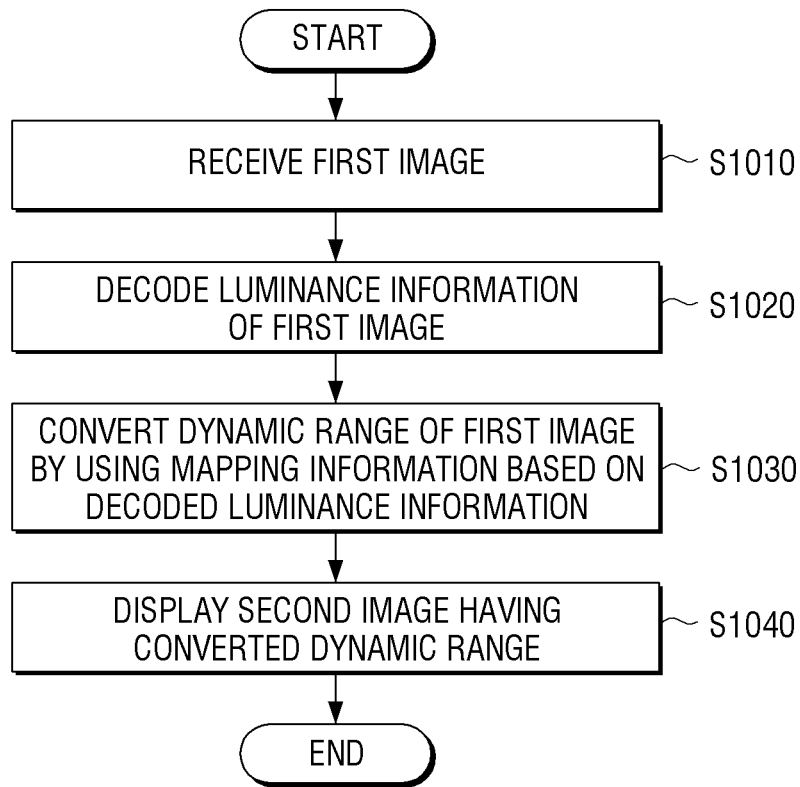 START
RECEIVE FIRST IMAGE
S1010
DECODE LUMINANCE INFORMATION
OF FIRST IMAGE
S1020
CONVERT DYNAMIC RANGE OF FIRST IMAGE
BY USING MAPPING INFORMATION BASED ON
DECODED LUMINANCE INFORMATION
S1030
DISPLAY SECOND IMAGE HAVING
CONVERTED DYNAMIC RANGE
S1040
END